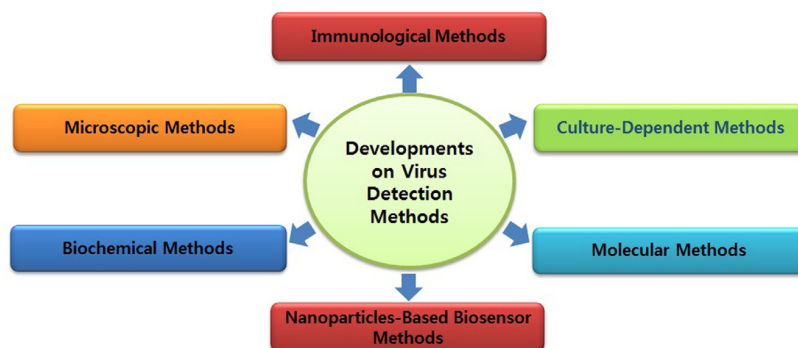 Immunological Methods
Microscopic Methods
Culture-Dependent Methods
Developments
on Virus
Detection
Methods
Biochemical Methods
Molecular Methods
Nanoparticles-Based Biosensor
Methods